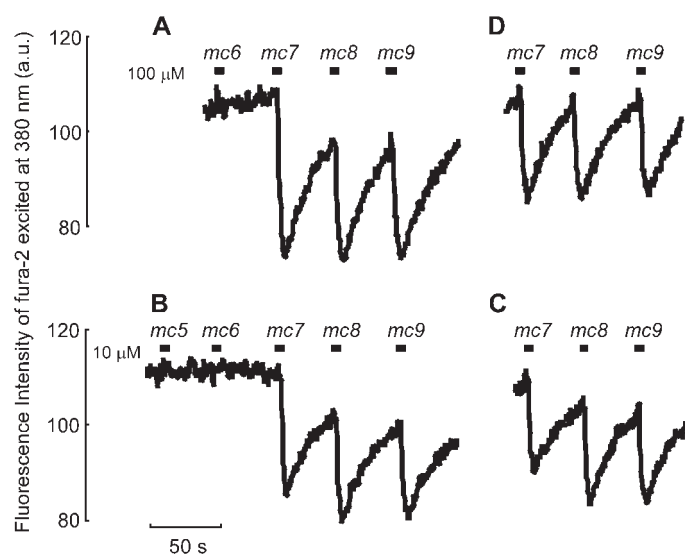 Fluorescence Intensity of fura-2 excited at 380 nm (a.u.)
120
100
80
A
mc6 mc7 mc8 mc9
100 μM
D
mc7 mc8 mc9
120
100
80
B
mc5 mc6 mc7 mc8 mc9
10 μM
C
mc7 mc8 mc9
50 s